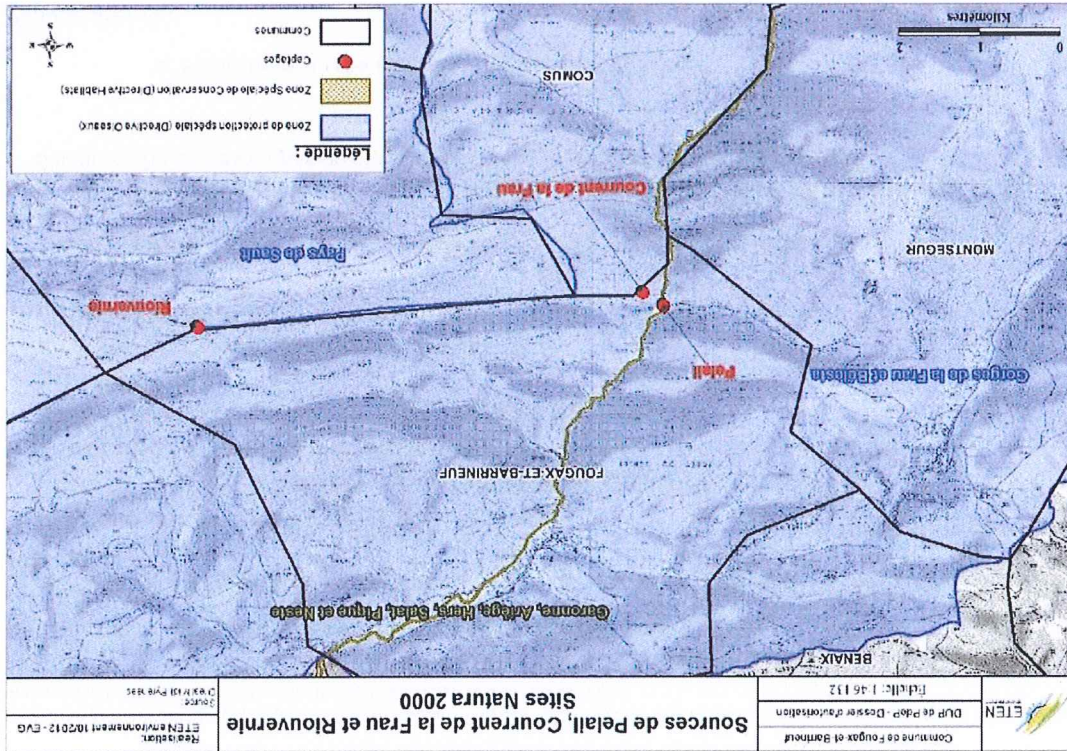 ETEN
Commune de Fougax et Barrineuf
DUP de PdeP - Dossier d'autorisation
Echelle: 1:46 132
Sources de Pelail, Courrent de la Frau et Riouvernie
Sites Natura 2000
Réalisation:
ETEN environnement 10/2012 - EVG
Source:
BENAIX
Garonne, Ariège, Hers, Salat, Pique et Neste
FOUGAX-ET-BARRINEUF
Gorges de la Frau et Bélesta
Pelail
Riouvernie
MONTSEGUR
Pays de Sault
Courrent de la Frau
COMUS
Légende :
Zone de protection spéciale (Directive Oiseaux)
Zone Spéciale de Conservation (Directive Habitats)
Captages
Communes
0 1 2
Kilomètres